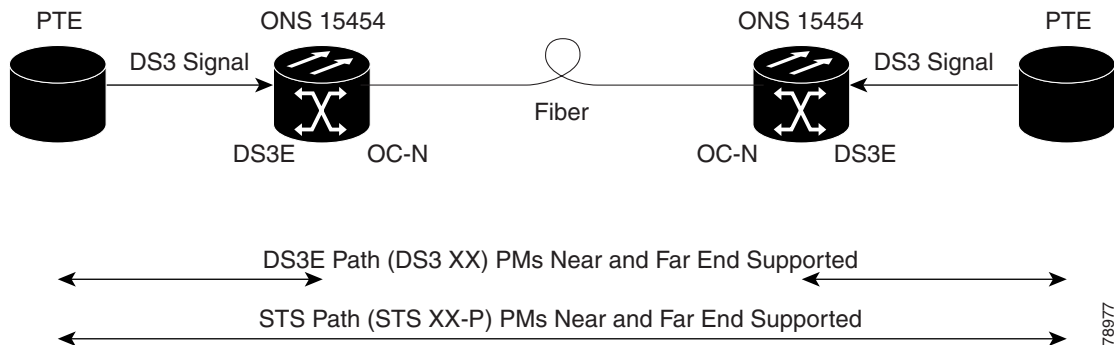 PTE
ONS 15454
ONS 15454
PTE
DS3 Signal
DS3 Signal
Fiber
DS3E
OC-N
OC-N
DS3E
DS3E Path (DS3 XX) PMs Near and Far End Supported
STS Path (STS XX-P) PMs Near and Far End Supported
78977